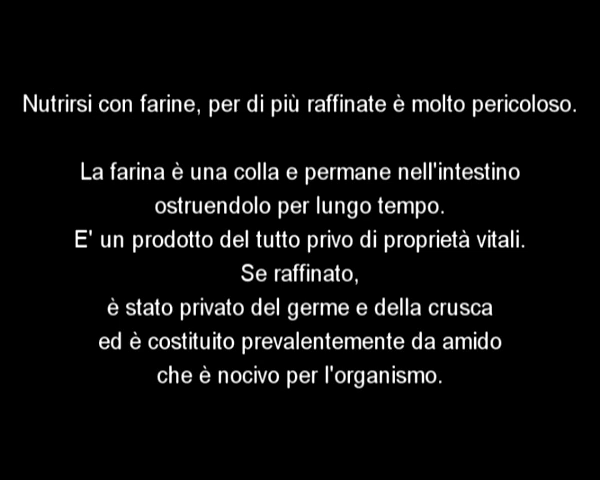 Nutrirsi con farine, per di più raffinate è molto pericoloso.
La farina è una colla e permane nell'intestino
ostruendolo per lungo tempo.
E' un prodotto del tutto privo di proprietà vitali.
Se raffinato,
è stato privato del germe e della crusca
ed è costituito prevalentemente da amido
che è nocivo per l'organismo.